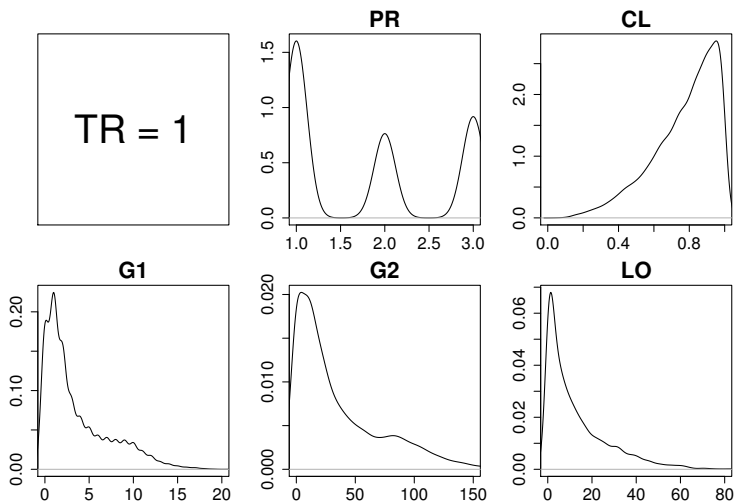 PR
CL
TR = 1
0.0 0.5 1.0 1.5
1.0 1.5 2.0 2.5 3.0
0.0 1.0 2.0
0.0 0.4 0.8
G1
G2
LO
0.00 0.10 0.20
0 5 10 15 20
0.000 0.010 0.020
0 50 100 150
0.00 0.02 0.04 0.06
0 20 40 60 80